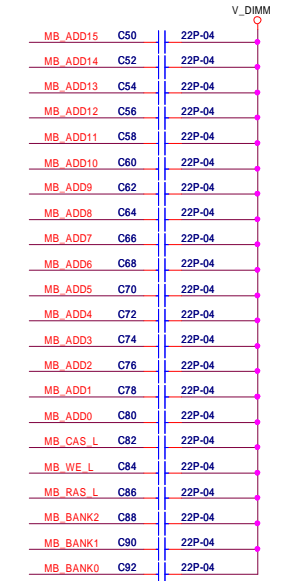 V_DIMM
MB_ADD15 C50 22P-04
MB_ADD14 C52 22P-04
MB_ADD13 C54 22P-04
MB_ADD12 C56 22P-04
MB_ADD11 C58 22P-04
MB_ADD10 C60 22P-04
MB_ADD9 C62 22P-04
MB_ADD8 C64 22P-04
MB_ADD7 C66 22P-04
MB_ADD6 C68 22P-04
MB_ADD5 C70 22P-04
MB_ADD4 C72 22P-04
MB_ADD3 C74 22P-04
MB_ADD2 C76 22P-04
MB_ADD1 C78 22P-04
MB_ADD0 C80 22P-04
MB_CAS_L C82 22P-04
MB_WE_L C84 22P-04
MB_RAS_L C86 22P-04
MB_BANK2 C88 22P-04
MB_BANK1 C90 22P-04
MB_BANK0 C92 22P-04